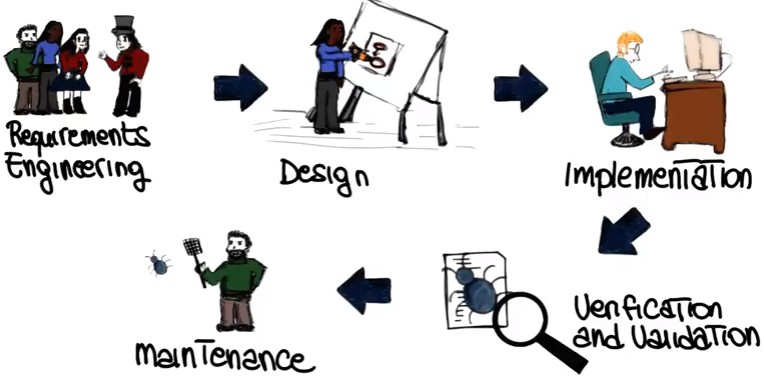 Requirements
Engineering
Design
Implementation
Verification
and Validation
Maintenance